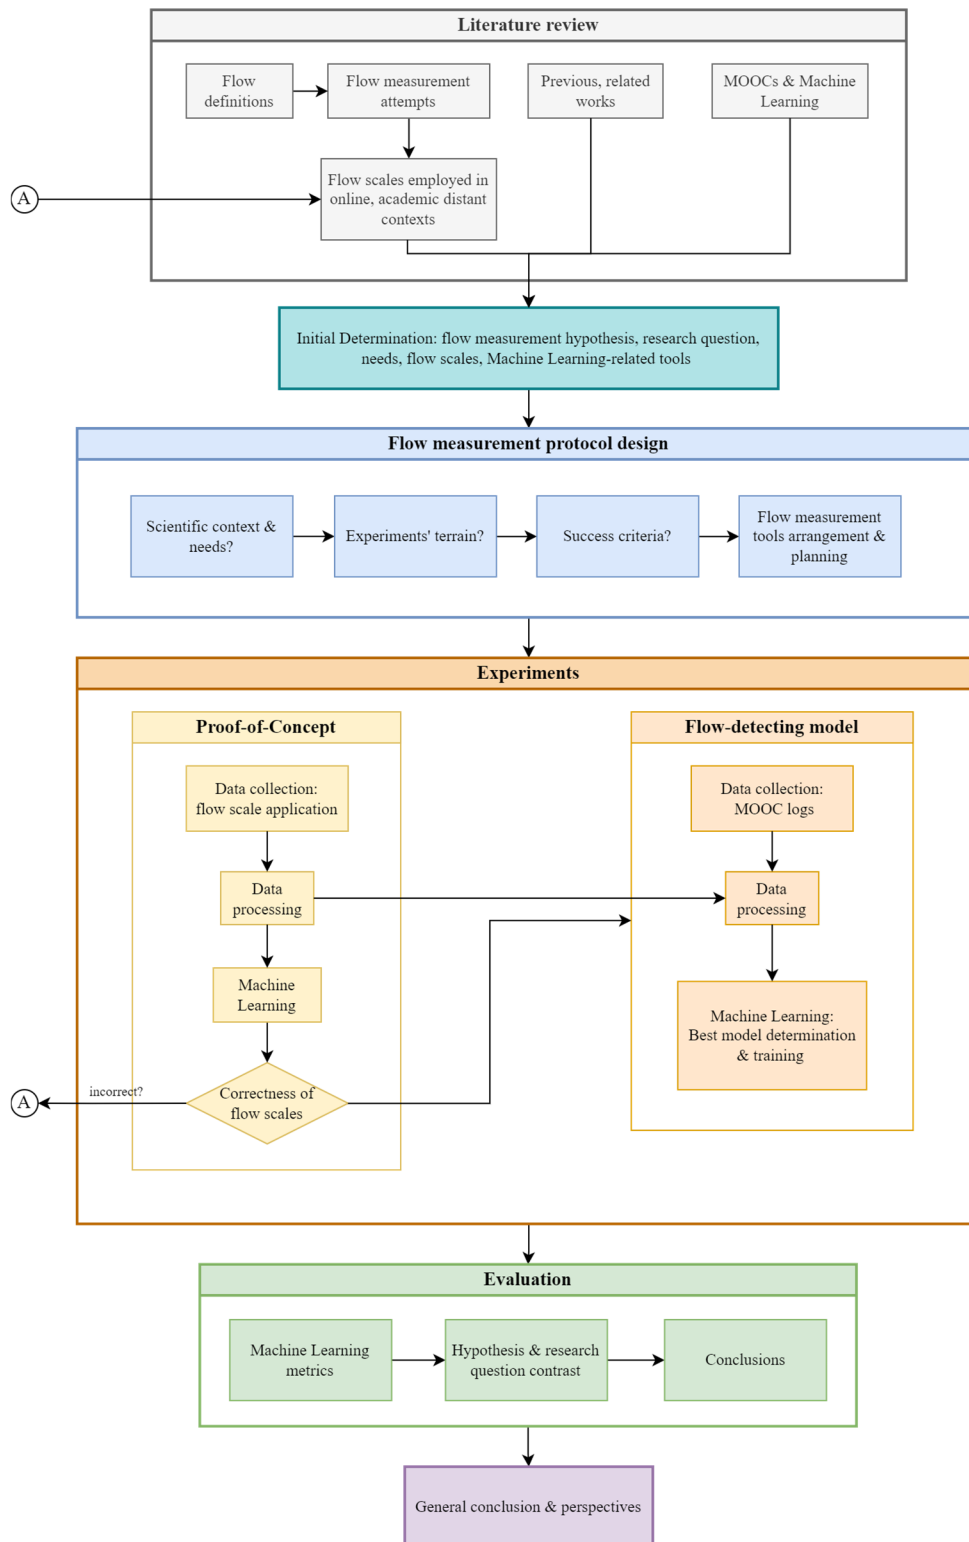 Literature review
Flow
definitions
Flow measurement
attempts
Previous, related
works
MOOCs & Machine
Learning
A
Flow scales employed in
online, academic distant
contexts
Initial Determination: flow measurement hypothesis, research question,
needs, flow scales, Machine Learning-related tools
Flow measurement protocol design
Scientific context &
needs?
Experiments' terrain?
Success criteria?
Flow measurement
tools arrangement &
planning
Experiments
Proof-of-Concept
Data collection:
flow scale application
Data
processing
Machine
Learning
Correctness of
flow scales
incorrect?
A
Flow-detecting model
Data collection:
MOOC logs
Data
processing
Machine Learning:
Best model determination
& training
Evaluation
Machine Learning
metrics
Hypothesis & research
question contrast
Conclusions
General conclusion & perspectives